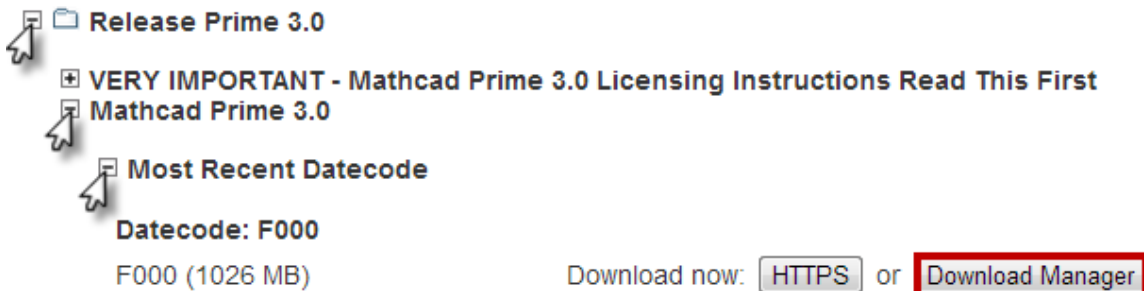 Release Prime 3.0
VERY IMPORTANT - Mathcad Prime 3.0 Licensing Instructions Read This First
Mathcad Prime 3.0
Most Recent Datecode
Datecode: F000
F000 (1026 MB) Download now: HTTPS or Download Manager